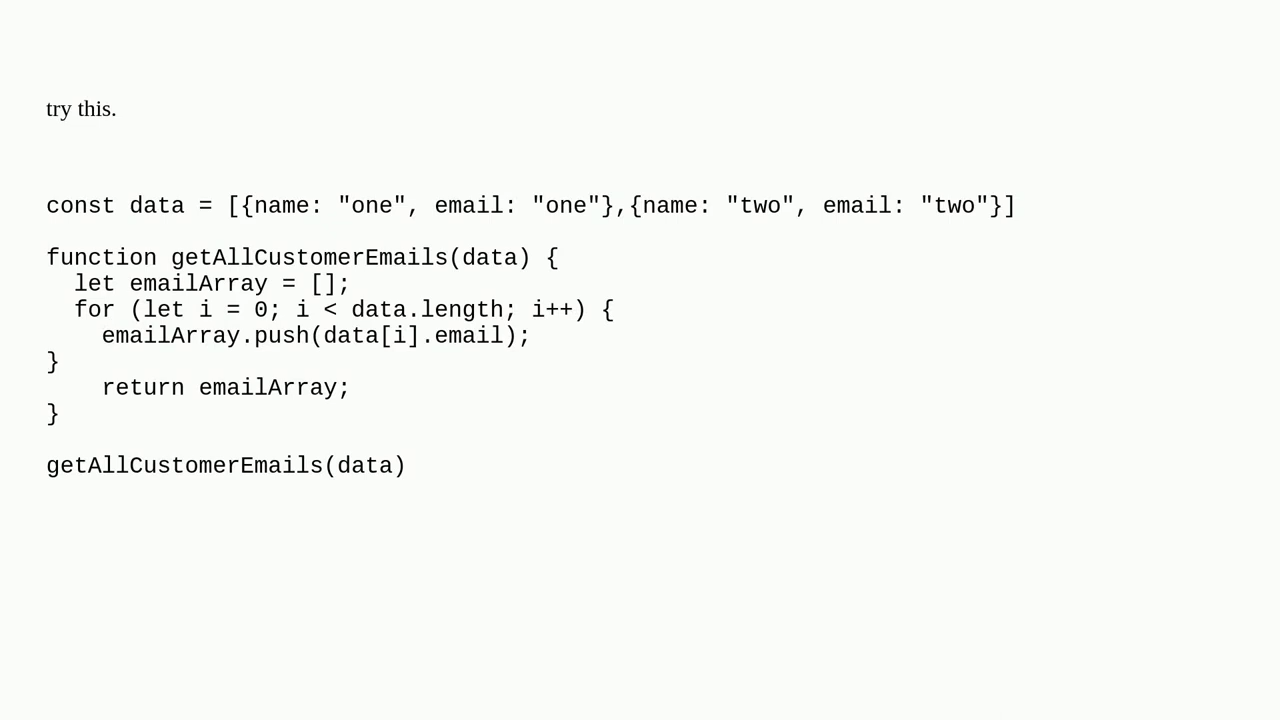 try this.
const data = [{name: "one", email: "one"},{name: "two", email: "two"}]
function getAllCustomerEmails(data) {
  let emailArray = [];
  for (let i = 0; i < data.length; i++) {
    emailArray.push(data[i].email);
}
    return emailArray;
}
getAllCustomerEmails(data)